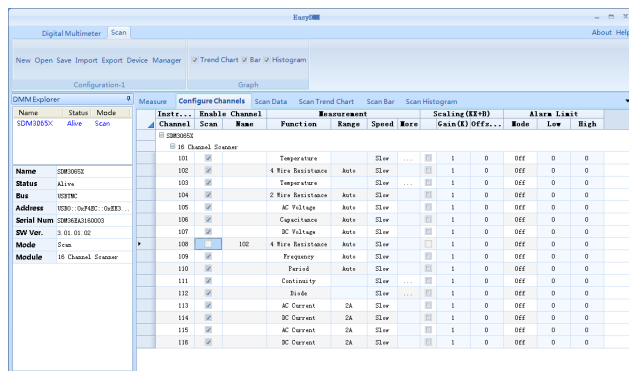 EasyDMM
Digital Multimeter Scan About Help
New Open Save Import Export Device Manager Trend Chart Bar Histogram
Configuration-1 Graph
DMM Explorer
Name Status Mode
SDM3065X Alive Scan
Name SDM3065X
Status Alive
Bus USBTMC
Address USB0::0xF4EC::0xEE3...
Serial Num SDM36EA3160003
SW Ver. 3.01.01.02
Mode Scan
Module 16 Channel Scanner
Measure Configure Channels Scan Data Scan Trend Chart Scan Bar Scan Histogram
Instr... Enable Channel Measurement Scaling(KX+B) Alarm Limit
Channel Scan Name Function Range Speed More Gain(K) Offs... Mode Low High
SDM3065X
16 Channel Scanner
101 Temperature Slow ... 1 0 Off 0 0
102 4 Wire Resistance Auto Slow 1 0 Off 0 0
103 Temperature Slow ... 1 0 Off 0 0
104 2 Wire Resistance Auto Slow 1 0 Off 0 0
105 AC Voltage Auto Slow 1 0 Off 0 0
106 Capacitance Auto Slow 1 0 Off 0 0
107 DC Voltage Auto Slow 1 0 Off 0 0
108 102 4 Wire Resistance Auto Slow 1 0 Off 0 0
109 Frequency Auto Slow 1 0 Off 0 0
110 Period Auto Slow 1 0 Off 0 0
111 Continuity Slow ... 1 0 Off 0 0
112 Diode Slow ... 1 0 Off 0 0
113 AC Current 2A Slow 1 0 Off 0 0
114 DC Current 2A Slow 1 0 Off 0 0
115 AC Current 2A Slow 1 0 Off 0 0
116 DC Current 2A Slow 1 0 Off 0 0